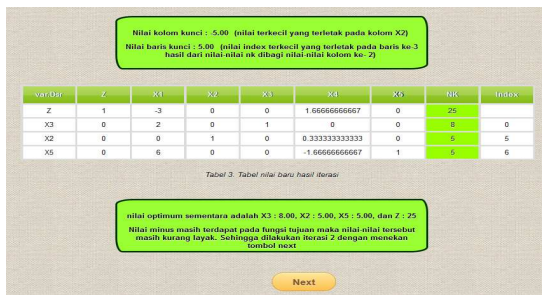 Nilai kolom kunci : -5.00 (nilai terkecil yang terletak pada kolom X2)
Nilai baris kunci : 5.00 (nilai index terkecil yang terletak pada baris ke-3
hasil dari nilai-nilai nk dibagi nilai-nilai kolom ke- 2)
var.Dsr Z X1 X2 X3 X4 X5 NK Index
Z 1 -3 0 0 1.66666666667 0 25
X3 0 2 0 1 0 0 8 0
X2 0 0 1 0 0.333333333333 0 5 5
X5 0 6 0 0 -1.66666666667 1 5 6
Tabel 3. Tabel nilai baru hasil iterasi
nilai optimum sementara adalah X3 : 8.00, X2 : 5.00, X5 : 5.00, dan Z : 25
Nilai minus masih terdapat pada fungsi tujuan maka nilai-nilai tersebut
masih kurang layak. Sehingga dilakukan iterasi 2 dengan menekan
tombol next
Next